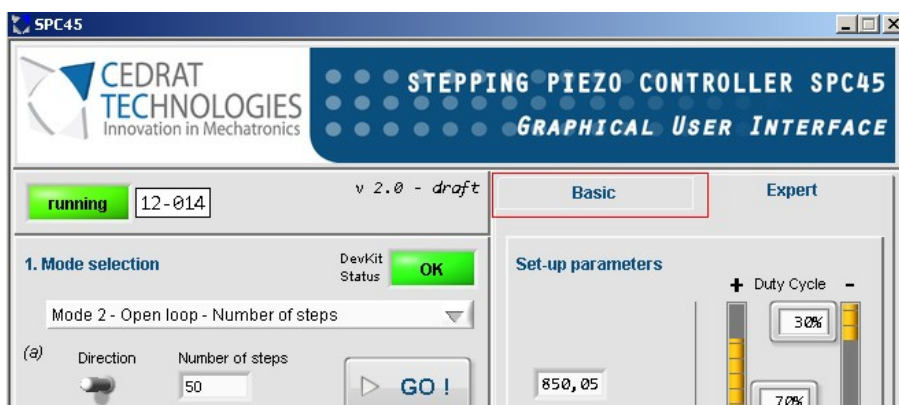 SPC45
CEDRAT
TECHNOLOGIES
Innovation in Mechatronics
STEPPING PIEZO CONTROLLER SPC45
GRAPHICAL USER INTERFACE
running
12-014
v 2.0 - draft
Basic
Expert
1. Mode selection
DevKit
Status
OK
Mode 2 - Open loop - Number of steps
(a)
Direction
Number of steps
50
GO !
Set-up parameters
+ Duty Cycle -
30%
850,05
70%